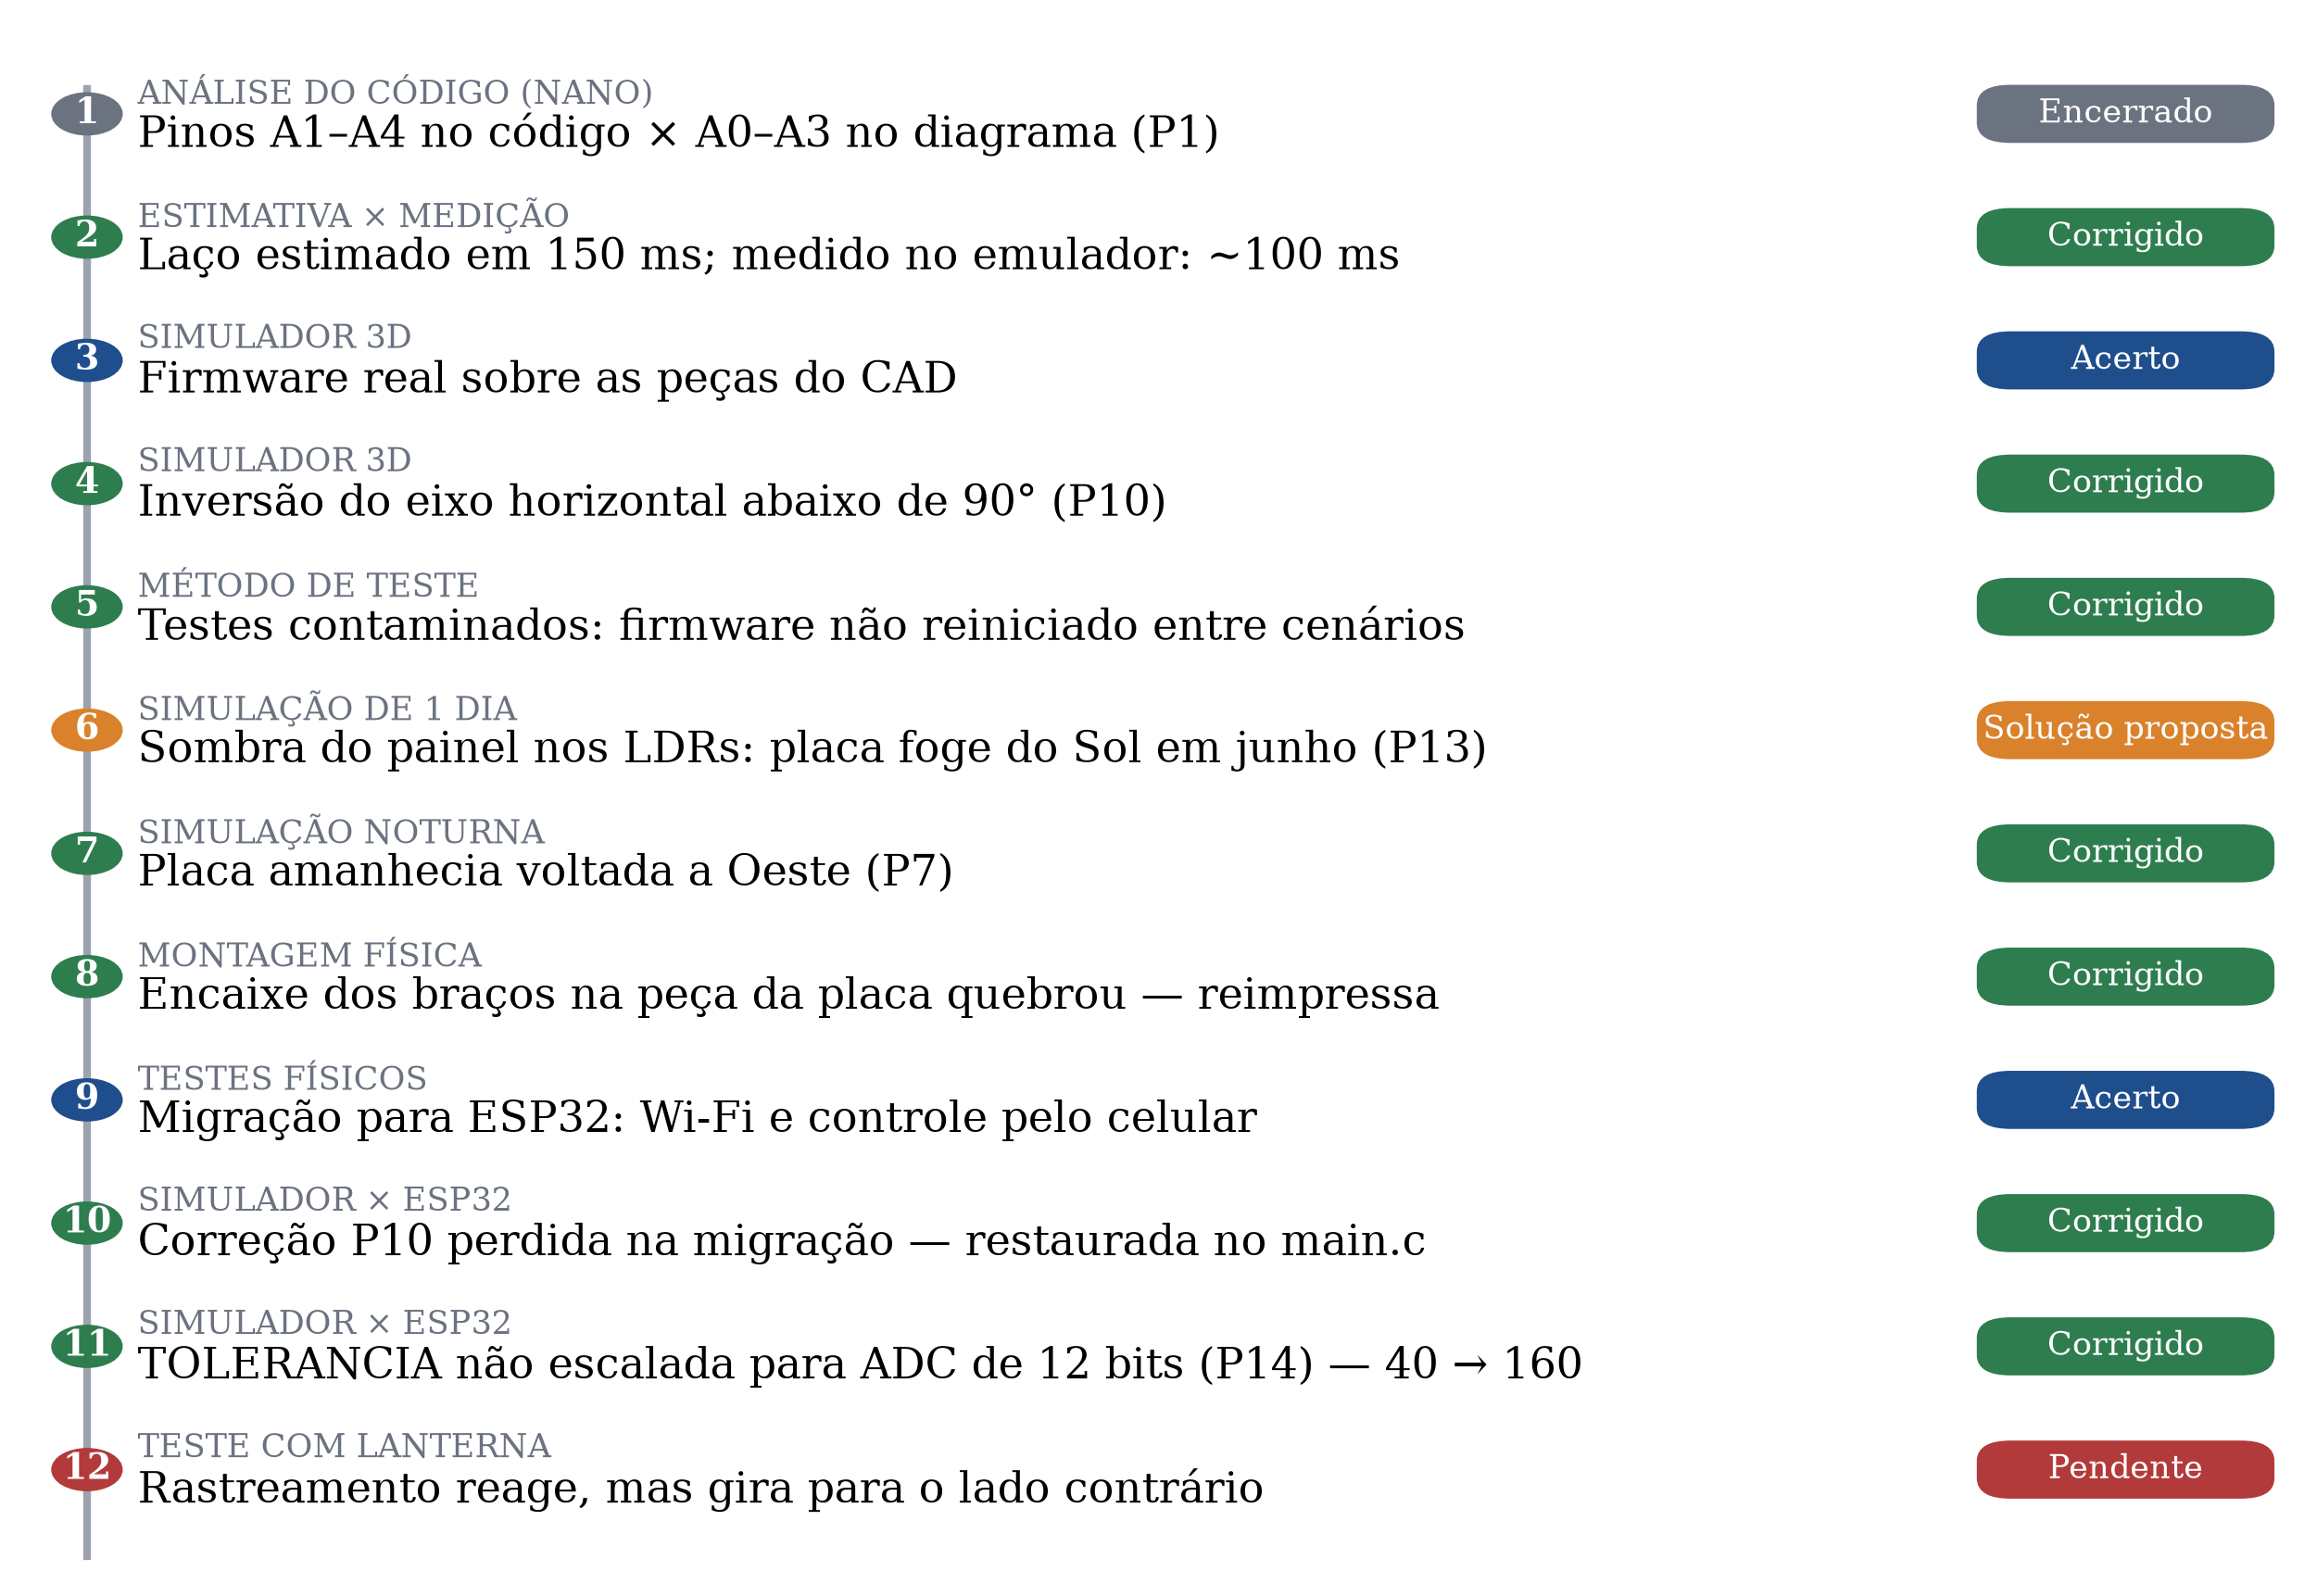 ANÁLISE DO CÓDIGO (NANO)
1
Pinos A1–A4 no código × A0–A3 no diagrama (P1)
Encerrado
ESTIMATIVA × MEDIÇÃO
2
Laço estimado em 150 ms; medido no emulador: ~100 ms
Corrigido
SIMULADOR 3D
3
Firmware real sobre as peças do CAD
Acerto
SIMULADOR 3D
4
Inversão do eixo horizontal abaixo de 90° (P10)
Corrigido
MÉTODO DE TESTE
5
Testes contaminados: firmware não reiniciado entre cenários
Corrigido
SIMULAÇÃO DE 1 DIA
6
Sombra do painel nos LDRs: placa foge do Sol em junho (P13)
Solução proposta
SIMULAÇÃO NOTURNA
7
Placa amanhecia voltada a Oeste (P7)
Corrigido
MONTAGEM FÍSICA
8
Encaixe dos braços na peça da placa quebrou — reimpressa
Corrigido
TESTES FÍSICOS
9
Migração para ESP32: Wi-Fi e controle pelo celular
Acerto
SIMULADOR × ESP32
10
Correção P10 perdida na migração — restaurada no main.c
Corrigido
SIMULADOR × ESP32
11
TOLERANCIA não escalada para ADC de 12 bits (P14) — 40 → 160
Corrigido
TESTE COM LANTERNA
12
Rastreamento reage, mas gira para o lado contrário
Pendente